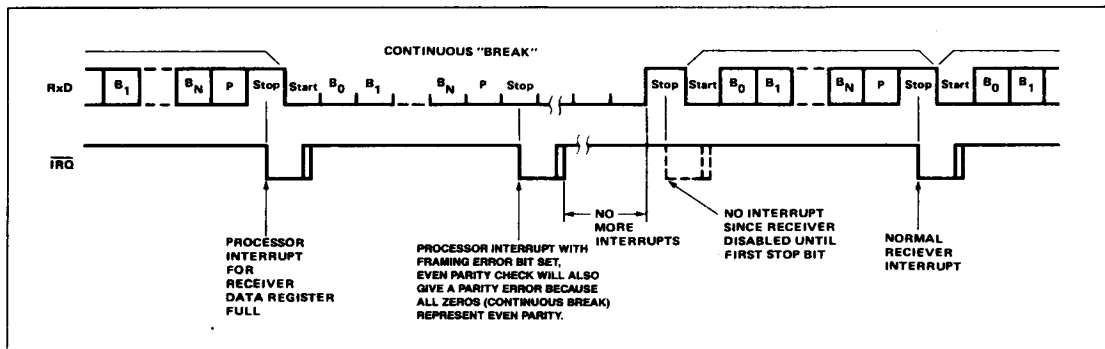 CONTINUOUS "BREAK"
RxD B1 BN P Stop Start B0 B1 BN P Stop Stop Start B0 B1 BN P Stop Start B0 B1
IRQ
PROCESSOR
INTERRUPT
FOR
RECEIVER
DATA REGISTER
FULL
PROCESSOR INTERRUPT WITH
FRAMING ERROR BIT SET,
EVEN PARITY CHECK WILL ALSO
GIVE A PARITY ERROR BECAUSE
ALL ZEROS (CONTINUOUS BREAK)
REPRESENT EVEN PARITY.
NO
MORE
INTERRUPTS
NO INTERRUPT
SINCE RECEIVER
DISABLED UNTIL
FIRST STOP BIT
NORMAL
RECIEVER
INTERRUPT